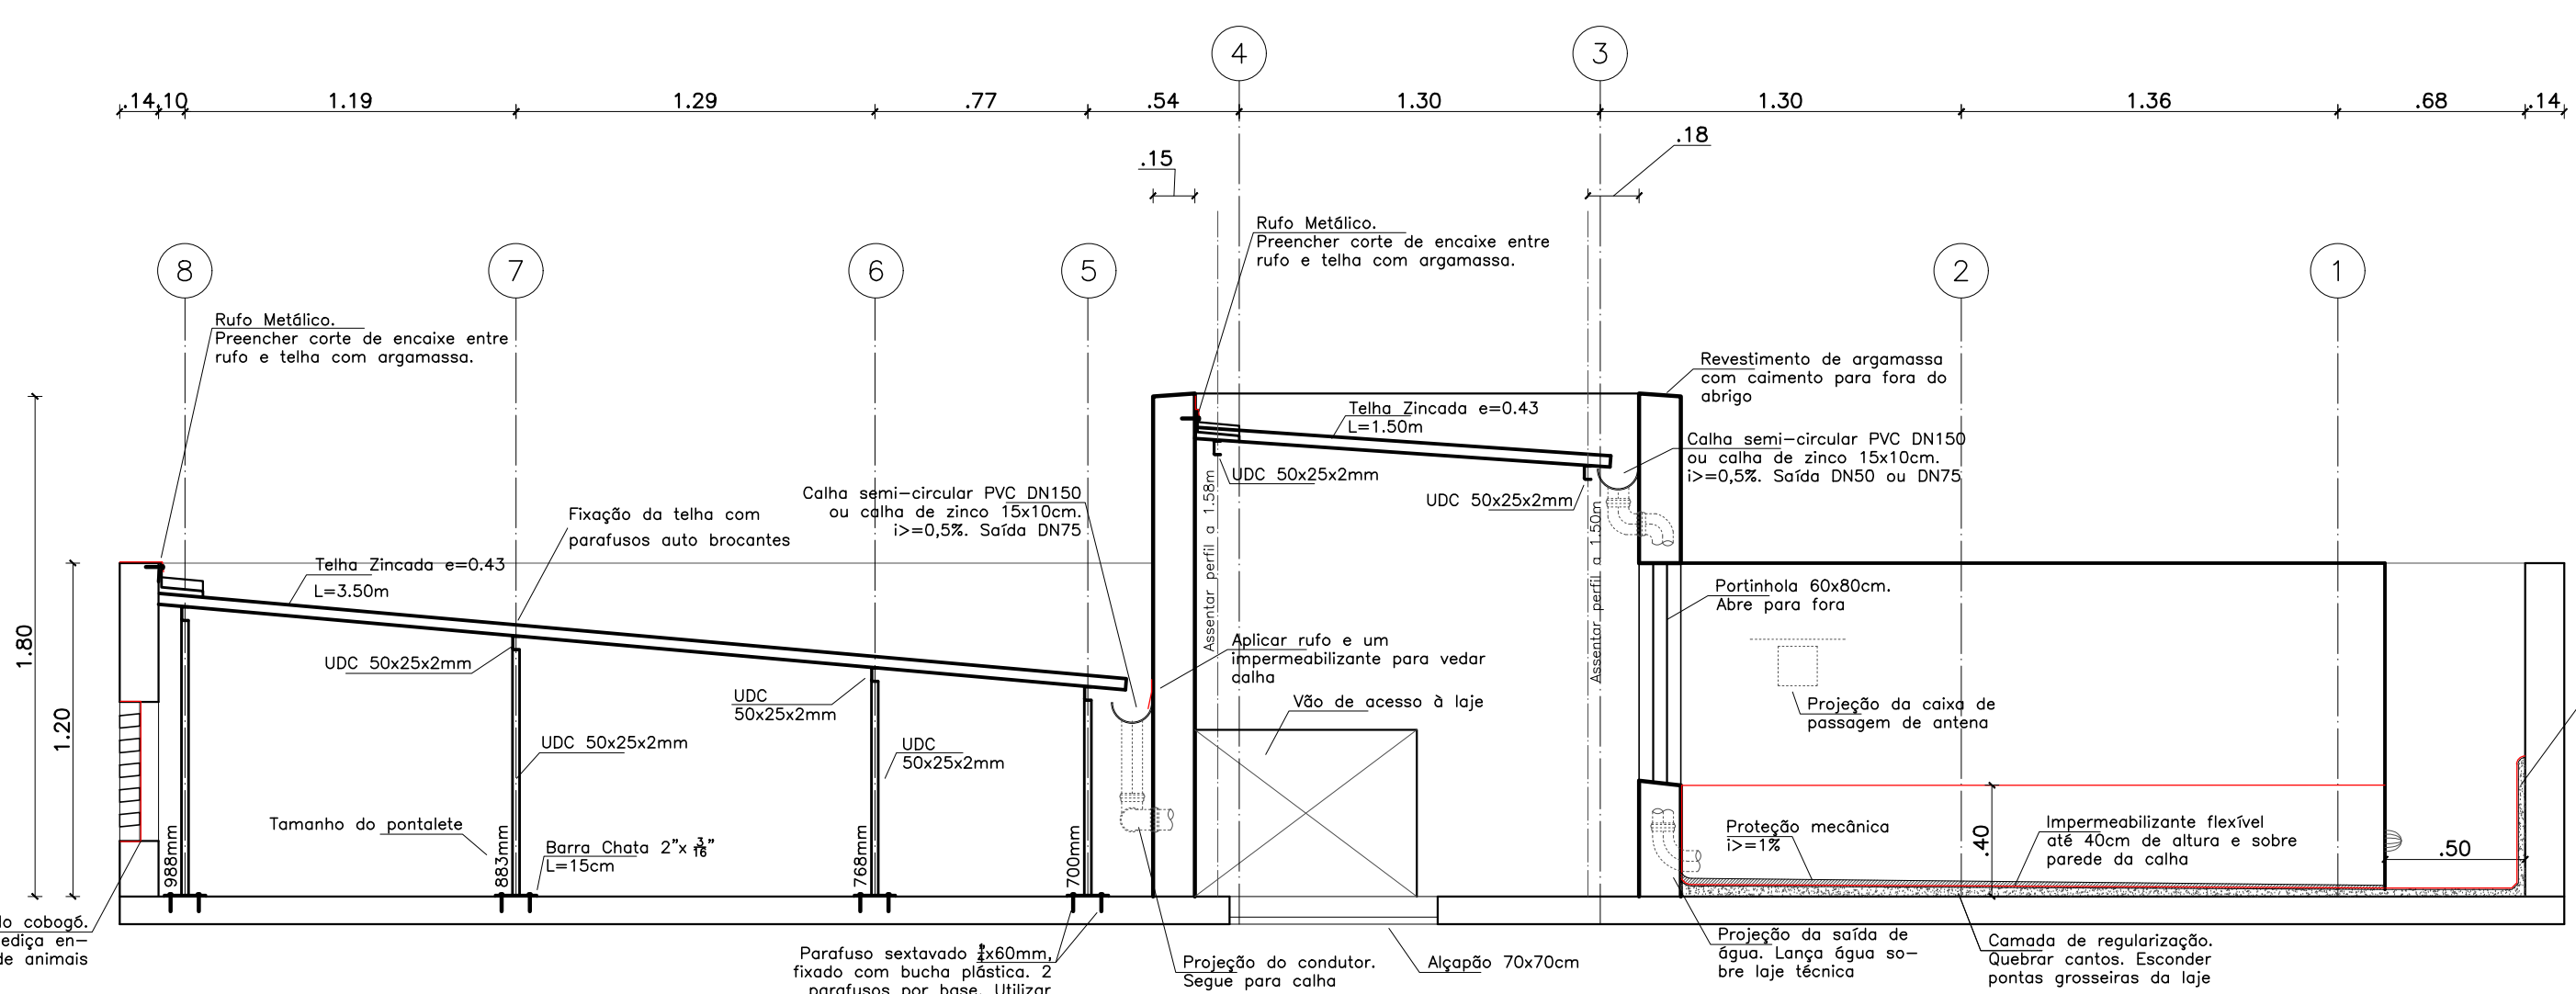 4
3
.14
.10
1.19
1.29
.77
.54
1.30
1.30
1.36
.68
.14
.15
.18
8
7
6
5
2
1
Rufo Metálico.
Preencher corte de encaixe entre
rufo e telha com argamassa.
Rufo Metálico.
Preencher corte de encaixe entre
rufo e telha com argamassa.
Revestimento de argamassa
com caimento para fora do
abrigo
Telha Zincada e=0.43
L=1.50m
Calha semi-circular PVC DN150
ou calha de zinco 15x10cm.
i>=0,5%. Saída DN50 ou DN75
UDC 50x25x2mm
UDC 50x25x2mm
Assentar perfil a 1.58m
Assentar perfil a 1.50m
Calha semi-circular PVC DN150
ou calha de zinco 15x10cm.
i>=0,5%. Saída DN75
Fixação da telha com
parafusos auto brocantes
Telha Zincada e=0.43
L=3.50m
1.80
1.20
UDC 50x25x2mm
UDC
50x25x2mm
UDC 50x25x2mm
UDC
50x25x2mm
Aplicar rufo e um
impermeabilizante para vedar
calha
Vão de acesso à laje
Portinhola 60x80cm.
Abre para fora
Projeção da caixa de
passagem de antena
Tamanho do pontalete
988mm
883mm
768mm
700mm
Barra Chata 2"x 3/16"
L=15cm
Proteção mecânica
i>=1%
.40
Impermeabilizante flexível
até 40cm de altura e sobre
parede da calha
.50
do cobogó.
ediça en-
de animais
Parafuso sextavado x60mm,
fixado com bucha plástica. 2
parafusos por base. Utilizar
Projeção do condutor.
Segue para calha
Alçapão 70x70cm
Projeção da saída de
água. Lança água so-
bre laje técnica
Camada de regularização.
Quebrar cantos. Esconder
pontas grosseiras da laje